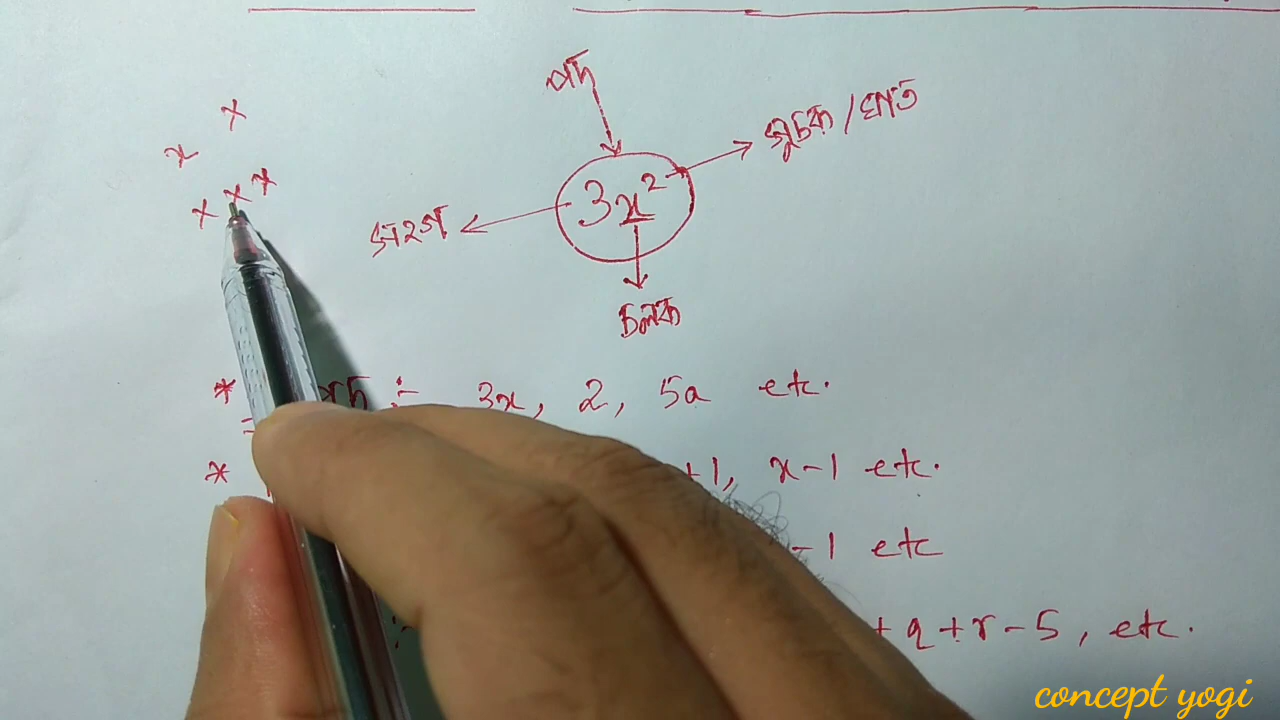 পদ
x
সূচক / ঘাত
x
x x x
3x²
সহগ
চলক
* পদ :- 3x, 2, 5a etc.
* +1, x-1 etc.
-1 etc
+ q + r - 5, etc.
concept yogi